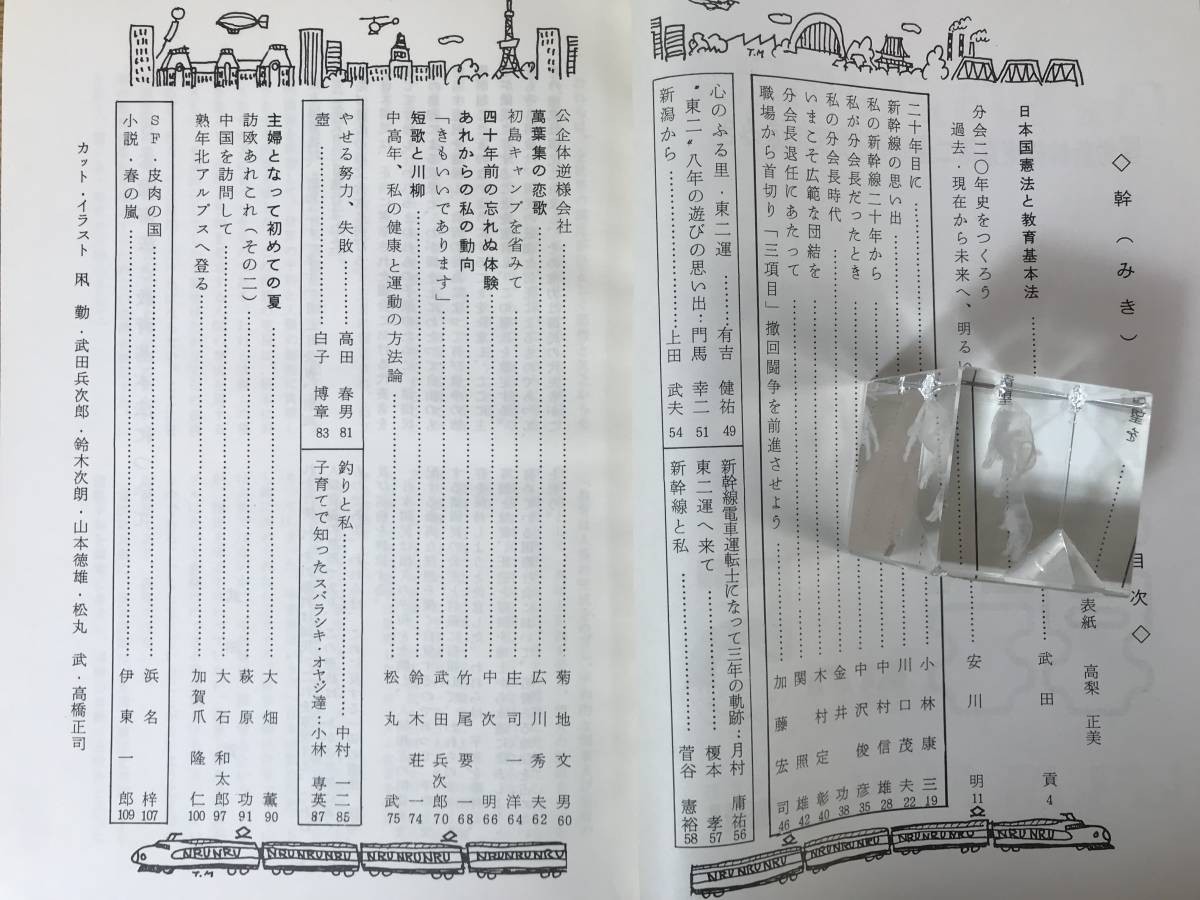 ◇幹(みき) 目次◇
表紙 高梨正美
日本国憲法と教育基本法 武田 貢 4
分会二〇年史をつくろう
過去・現在から未来へ、明る 望を 安川 明 11
二十年目に 小林康三 19
新幹線の思い出 川口茂夫 22
私の新幹線二十年から 中村信雄 28
私が分会長だったとき 中沢俊彦 35
私の分会長時代 金井 功 38
いまこそ広範な団結を 木村定彰 40
分会長退任にあたって 関 照雄 42
職場から首切り「三項目」撤回闘争を前進させよう 加藤宏司 46
心のふる里・東二運 有吉健祐 49
〝東二〟八年の遊びの思い出 門馬幸二 51
新潟から 上田武夫 54
新幹線電車運転士になって三年の軌跡 月村庸祐 56
東二運へ来て 榎本 孝 57
新幹線と私 菅谷憲裕 58
T.M
公企体逆様会社 菊地文男 60
萬葉集の恋歌 広川秀夫 62
初島キャンプを省みて 庄司一洋 64
四十年前の忘れぬ体験 中次 明 66
あれからの私の動向 竹尾要一 68
「きもいいであります」 武田兵次郎 70
短歌と川柳 鈴木荘一 74
中高年、私の健康と運動の方法論 松丸 武 75
やせる努力、失敗 高田春男 81
壺 白子博章 83
釣りと私 中村一二 85
子育てで知ったスバラシキ・オヤジ達 小林専英 87
主婦となって初めての夏 大畑 薫 90
訪欧あれこれ(その二) 萩原 功 91
中国を訪問して 大石和太郎 97
熟年北アルプスへ登る 加賀爪隆仁 100
SF・皮肉の国 浜名 梓 107
小説・春の嵐 伊東一郎 109
カット・イラスト 凩 勤・武田兵次郎・鈴木次朗・山本徳雄・松丸 武・高橋正司
NRUNRU NRUNRUNRU NRUNRUNRU NRUNRUNRU
T.M
NRUNRUNRU NRUNRUNRU NRUNRUNRU NRUNRU